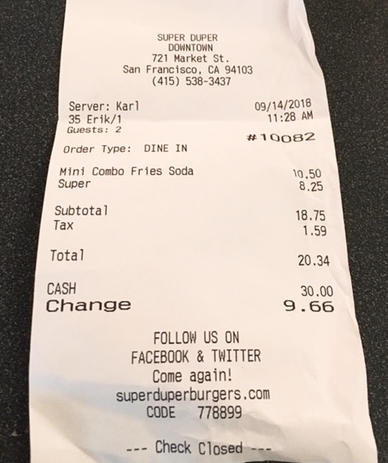 SUPER DUPER
DOWNTOWN
721 Market St.
San Francisco, CA 94103
(415) 538-3437
Server: Karl 09/14/2018
35 Erik/1 11:28 AM
Guests: 2
#10082
Order Type: DINE IN
Mini Combo Fries Soda 10.50
Super 8.25
Subtotal 18.75
Tax 1.59
Total 20.34
CASH 30.00
Change 9.66
FOLLOW US ON
FACEBOOK & TWITTER
Come again!
superduperburgers.com
CODE 778899
--- Check Closed ---